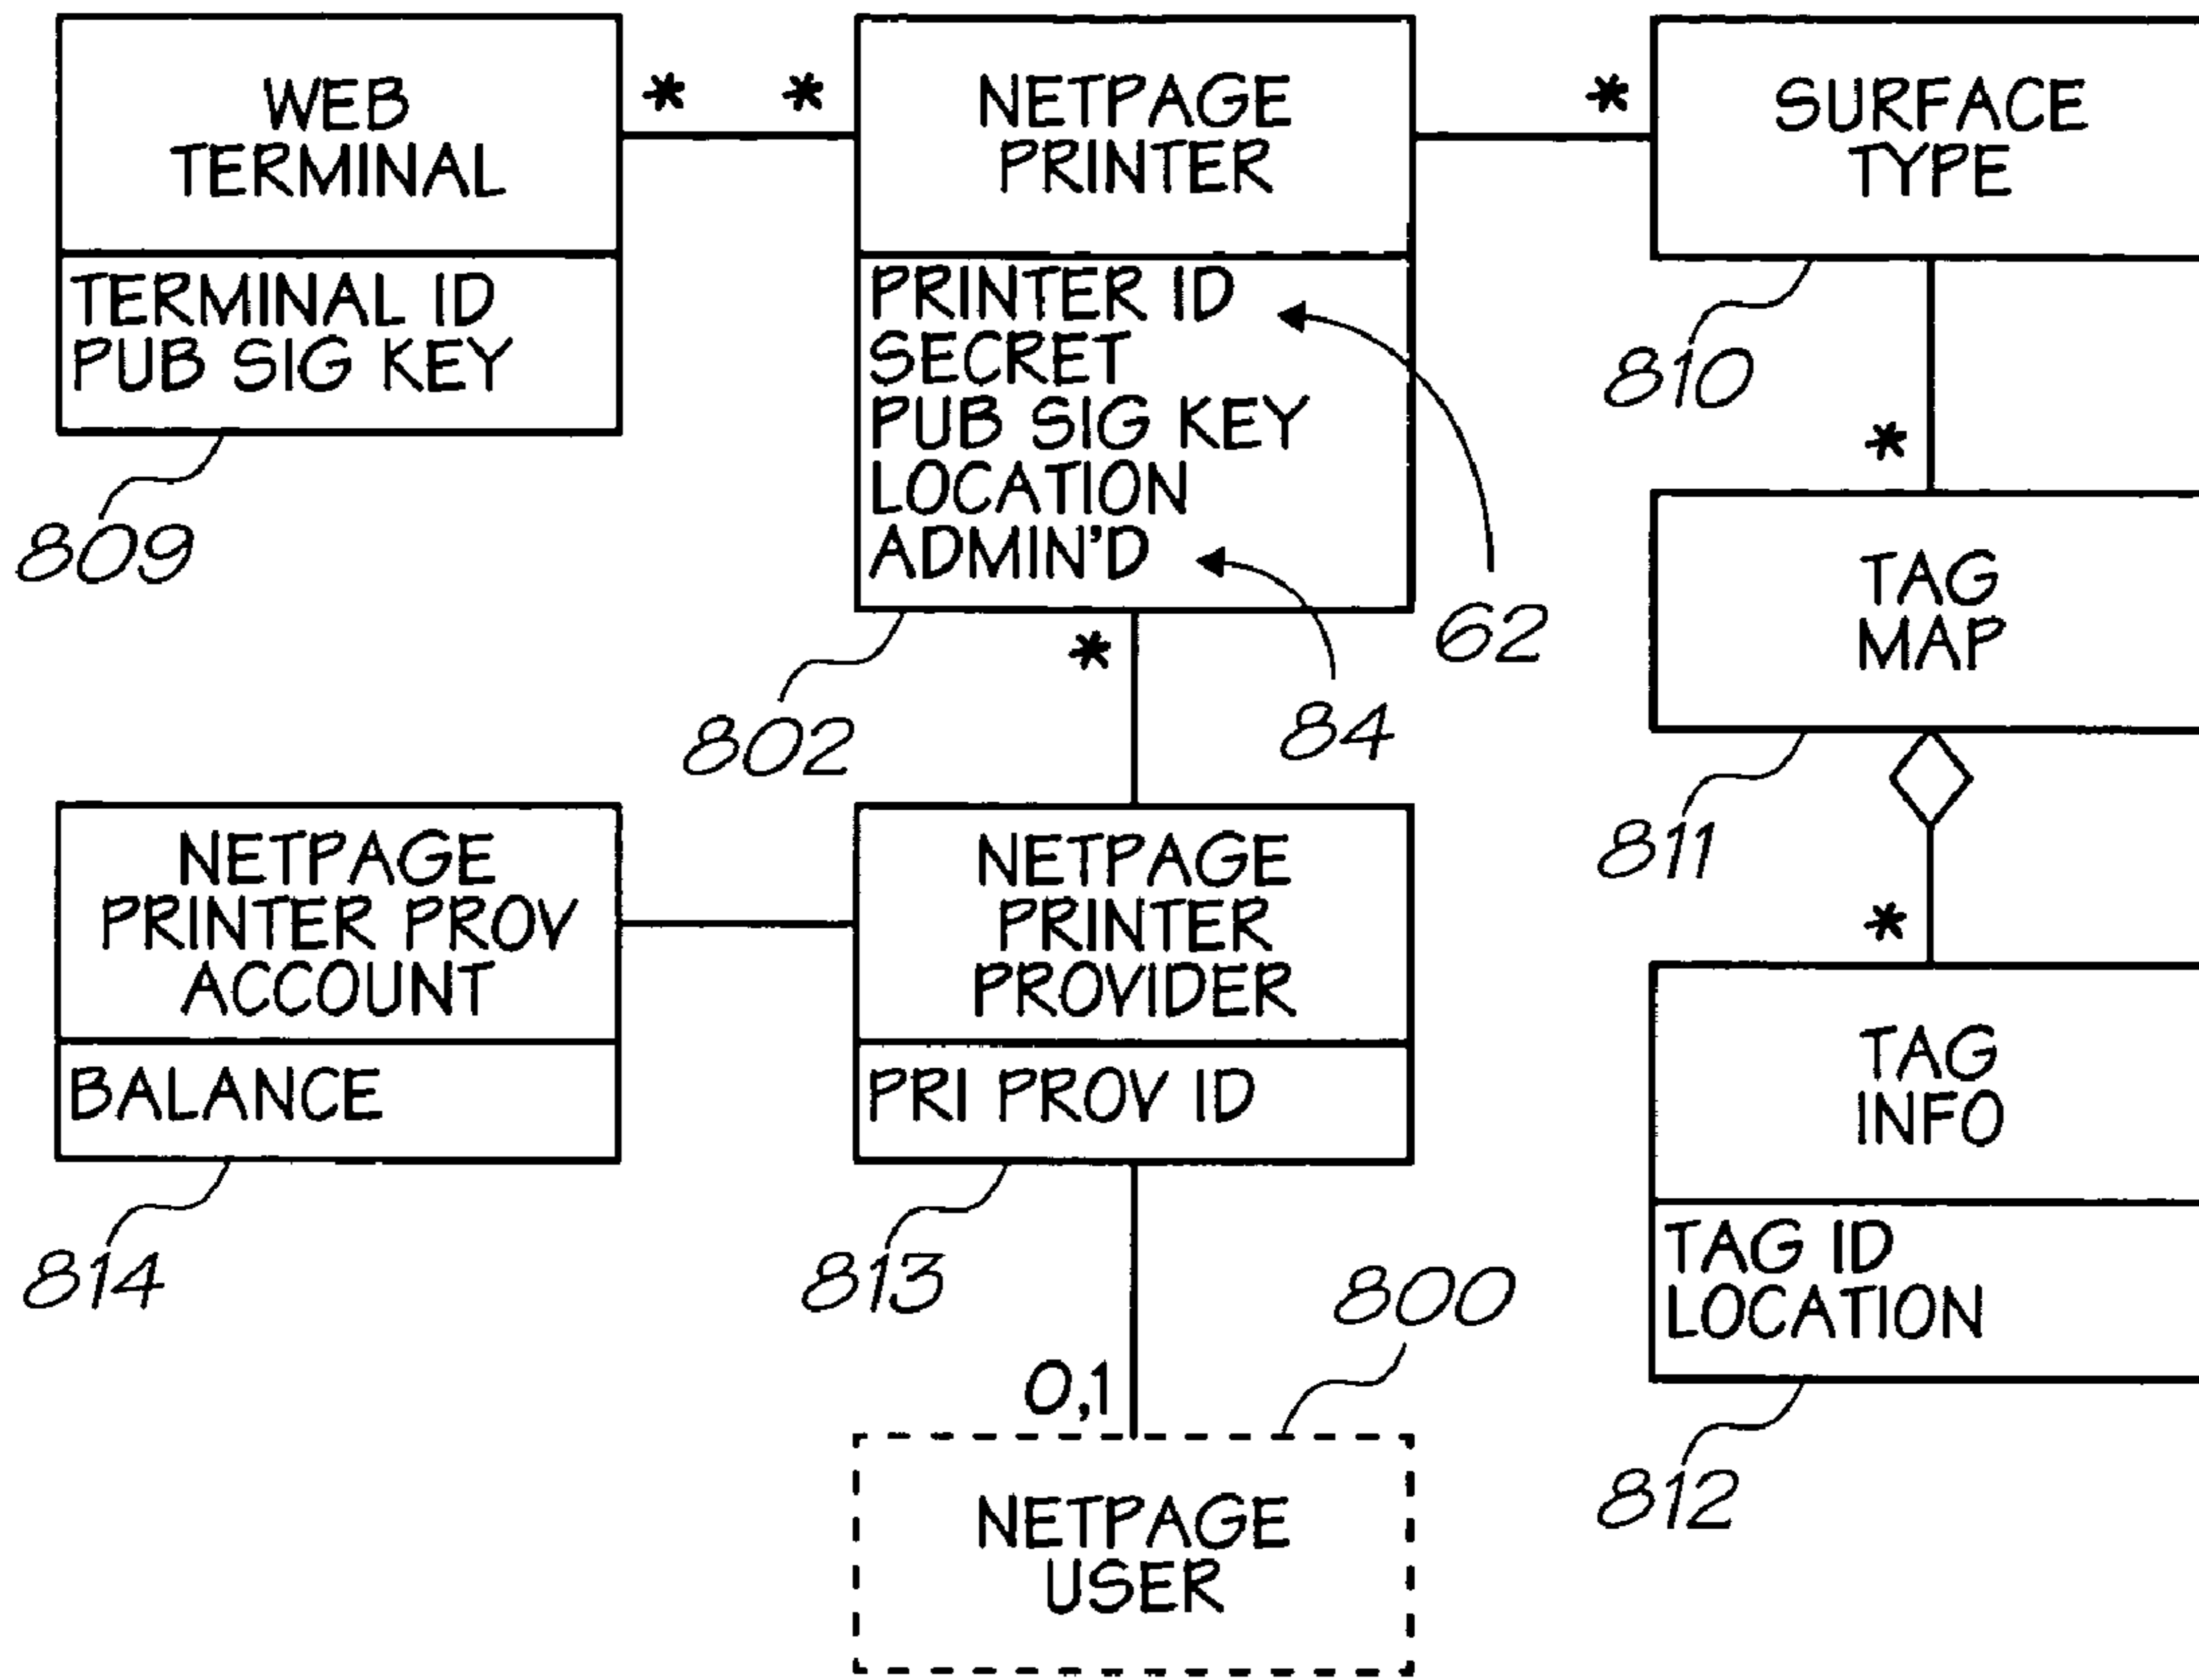 WEB
TERMINAL
TERMINAL ID
PUB SIG KEY
809
*
*
NETPAGE
PRINTER
PRINTER ID
SECRET
PUB SIG KEY
LOCATION
ADMIN'D
62
84
802
*
*
SURFACE
TYPE
810
*
TAG
MAP
811
*
TAG
INFO
TAG ID
LOCATION
812
NETPAGE
PRINTER PROV
ACCOUNT
BALANCE
814
NETPAGE
PRINTER
PROVIDER
PRI PROV ID
813
800
0,1
NETPAGE
USER